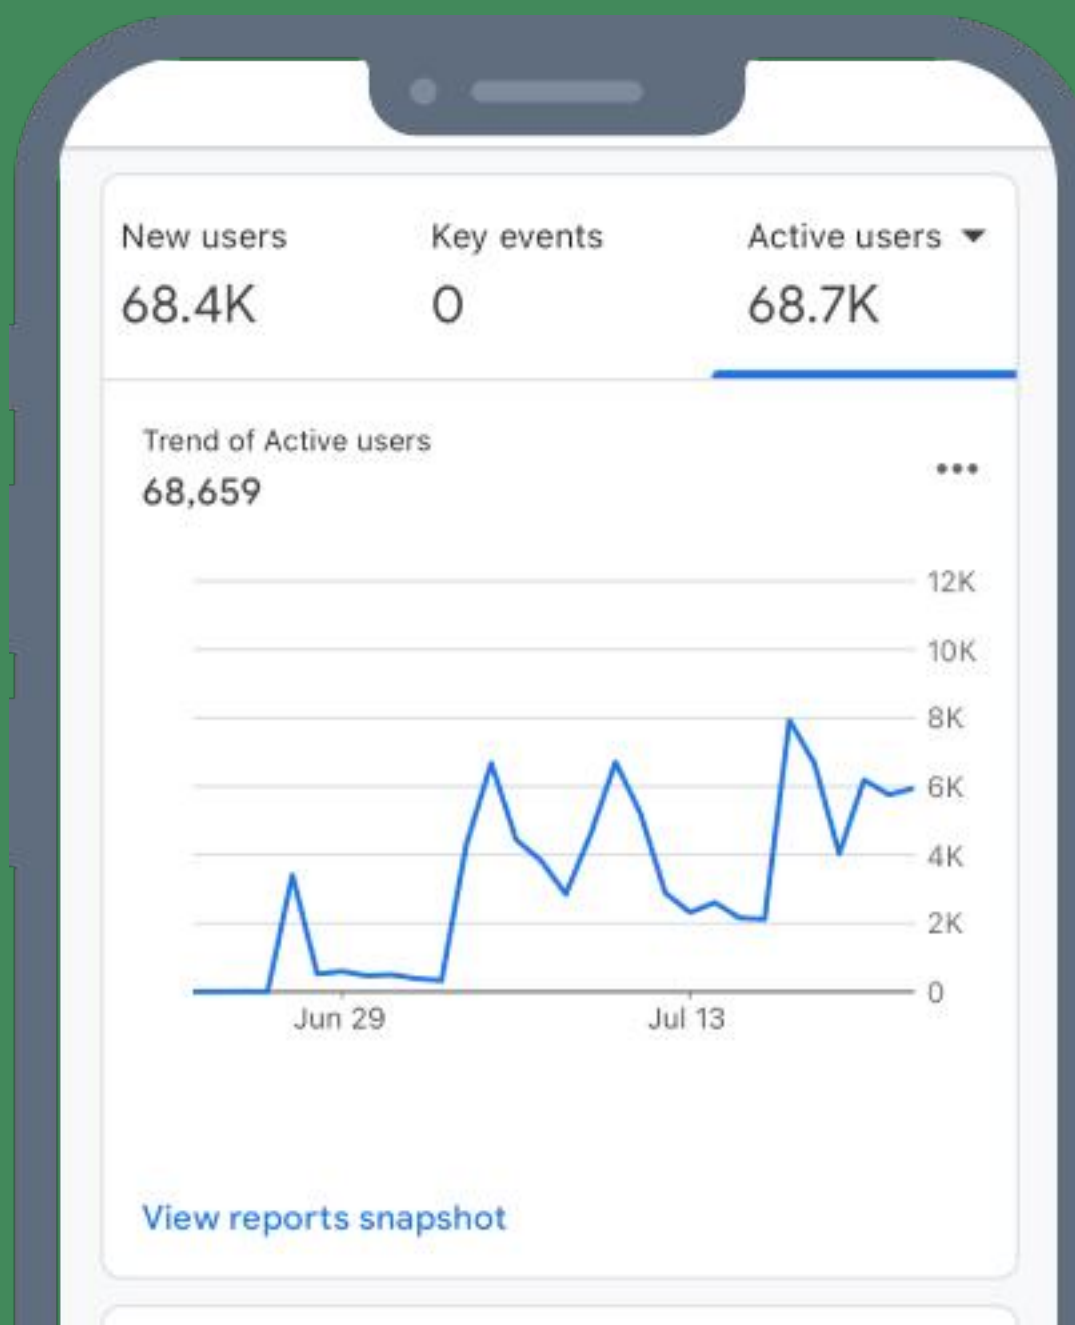 New users Key events Active users
68.4K 0 68.7K
Trend of Active users
68,659
12K
10K
8K
6K
4K
2K
0
Jun 29 Jul 13
View reports snapshot